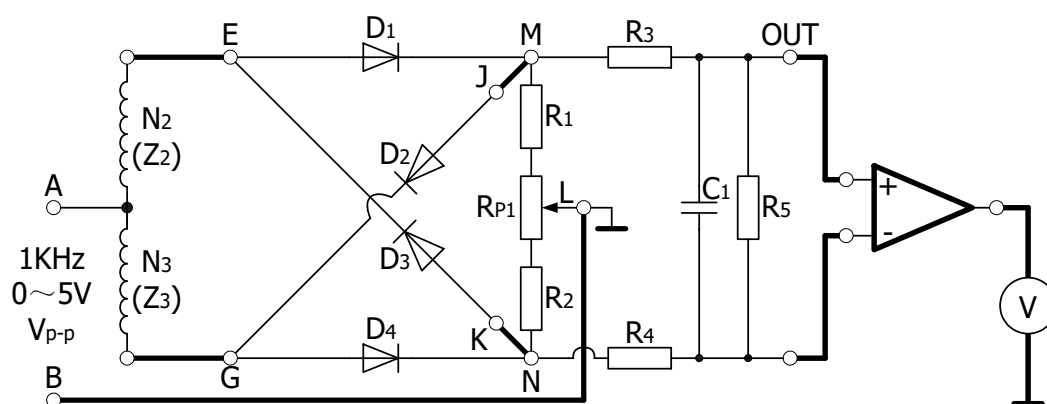 E
D1
M
R3
OUT
J
N2
(Z2)
R1
D2
A
RP1
L
C1
R5
+
-
D3
1KHz
0～5V
Vp-p
N3
(Z3)
R2
V
D4
K
R4
G
N
B